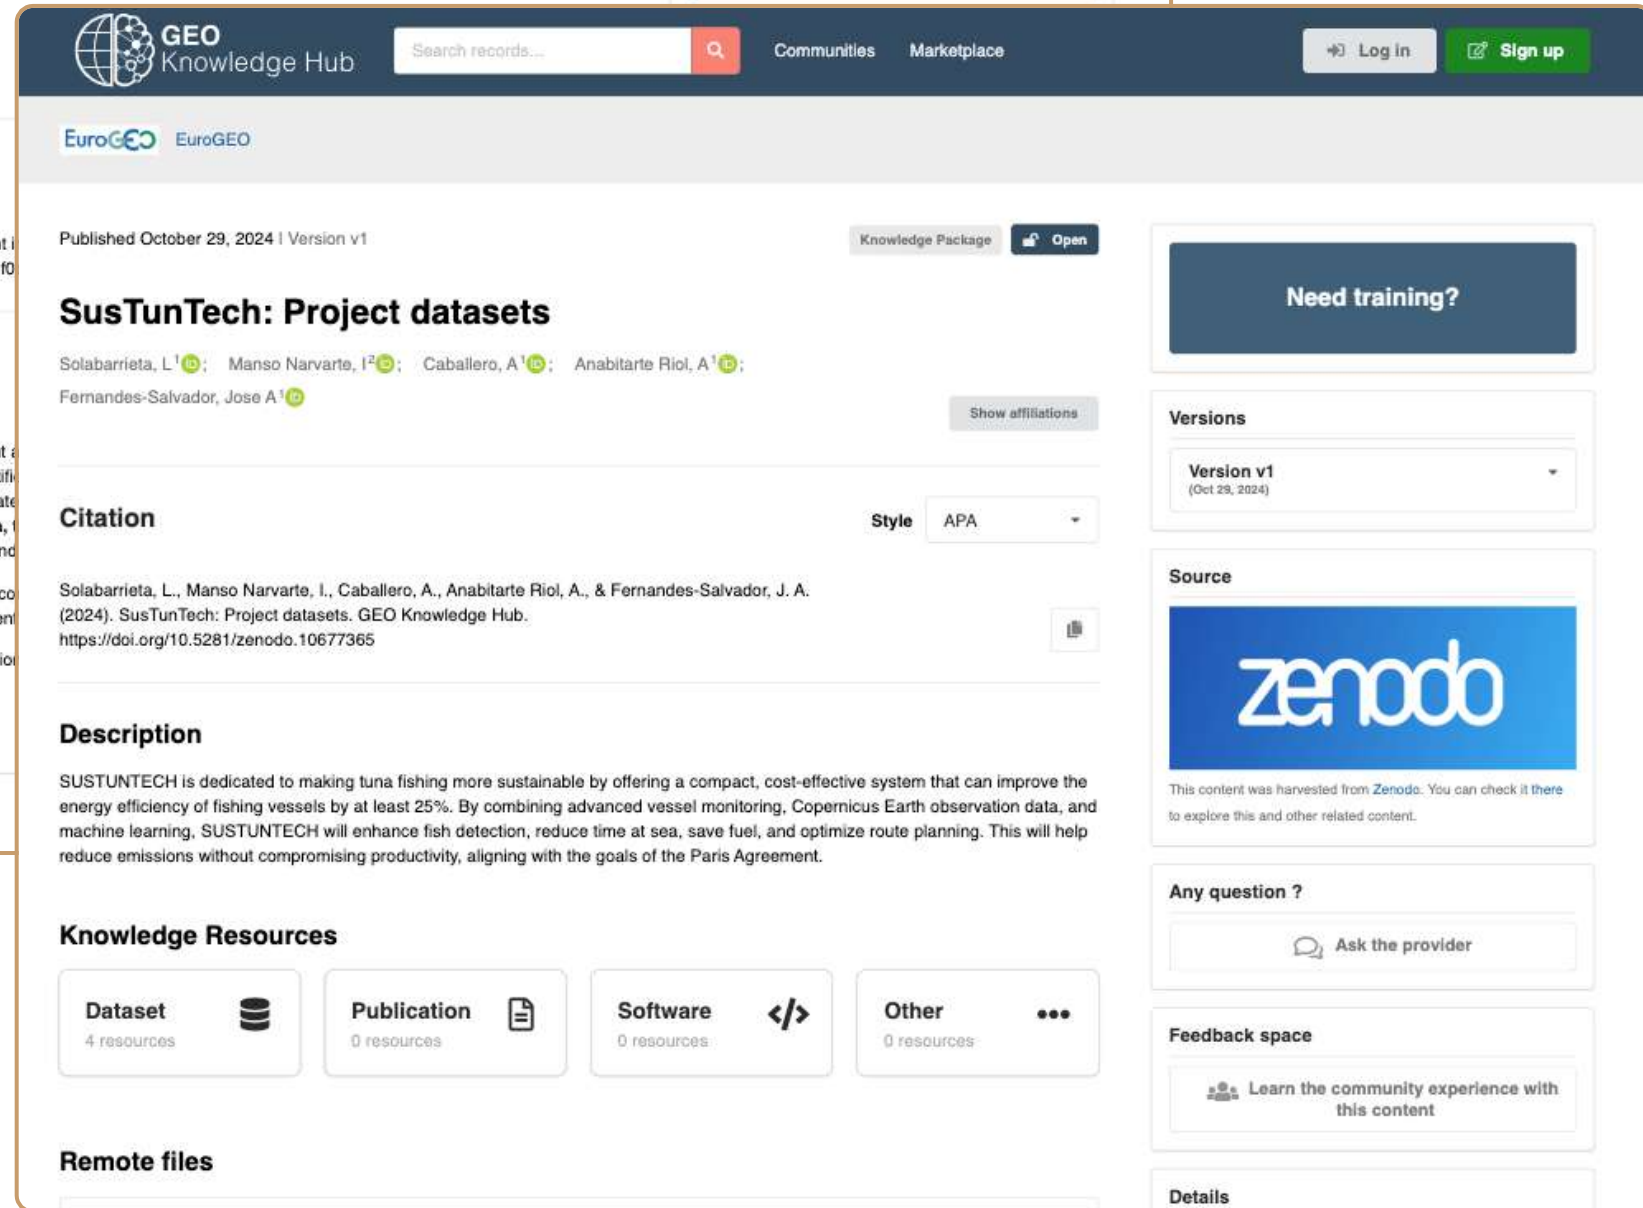 GEO
Knowledge Hub
Search records...
Communities
Marketplace
Log in
Sign up
EuroGEO
EuroGEO
Published October 29, 2024 | Version v1
Knowledge Package
Open
SusTunTech: Project datasets
Solabarrieta, L¹ iD; Manso Narvarte, I² iD; Caballero, A¹ iD; Anabitarte Riol, A¹ iD;
Fernandes-Salvador, Jose A¹ iD
Show affiliations
Citation
Style
APA
Solabarrieta, L., Manso Narvarte, I., Caballero, A., Anabitarte Riol, A., & Fernandes-Salvador, J. A.
(2024). SusTunTech: Project datasets. GEO Knowledge Hub.
https://doi.org/10.5281/zenodo.10677365
Description
SUSTUNTECH is dedicated to making tuna fishing more sustainable by offering a compact, cost-effective system that can improve the
energy efficiency of fishing vessels by at least 25%. By combining advanced vessel monitoring, Copernicus Earth observation data, and
machine learning, SUSTUNTECH will enhance fish detection, reduce time at sea, save fuel, and optimize route planning. This will help
reduce emissions without compromising productivity, aligning with the goals of the Paris Agreement.
Knowledge Resources
Dataset
4 resources
Publication
0 resources
Software
0 resources
Other
0 resources
Remote files
Need training?
Versions
Version v1
(Oct 29, 2024)
Source
zenodo
This content was harvested from Zenodo. You can check it there
to explore this and other related content.
Any question ?
Ask the provider
Feedback space
Learn the community experience with
this content
Details